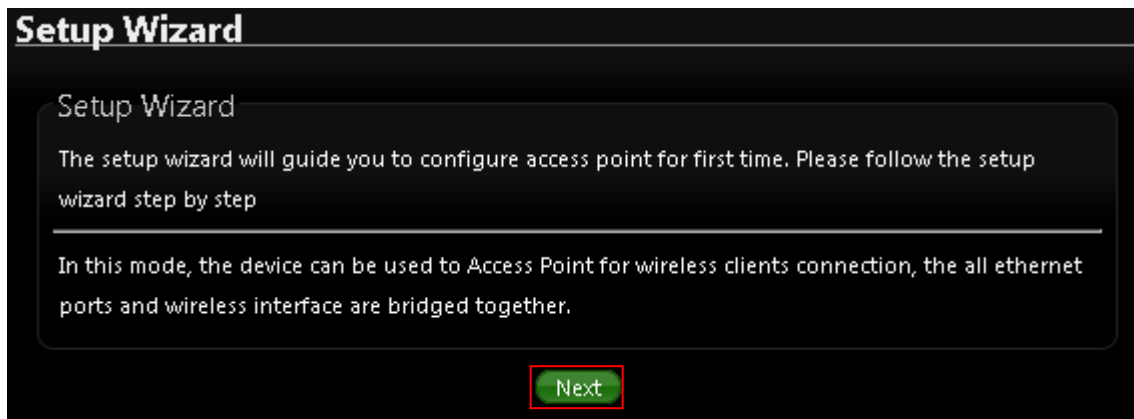 Setup Wizard
Setup Wizard
The setup wizard will guide you to configure access point for first time. Please follow the setup
wizard step by step
In this mode, the device can be used to Access Point for wireless clients connection, the all ethernet
ports and wireless interface are bridged together.
Next